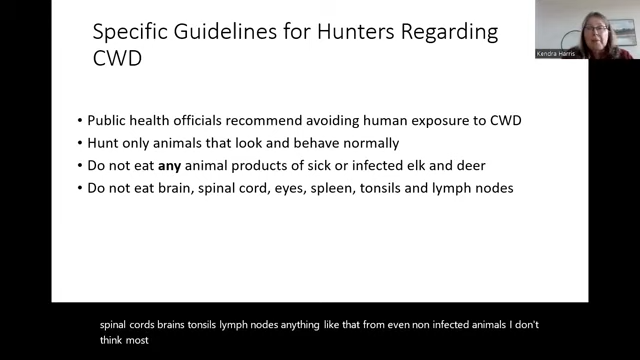 Specific Guidelines for Hunters Regarding
CWD
Kendra Harris
• Public health officials recommend avoiding human exposure to CWD
• Hunt only animals that look and behave normally
• Do not eat any animal products of sick or infected elk and deer
• Do not eat brain, spinal cord, eyes, spleen, tonsils and lymph nodes
spinal cords brains tonsils lymph nodes anything like that from even non infected animals I don't
think most